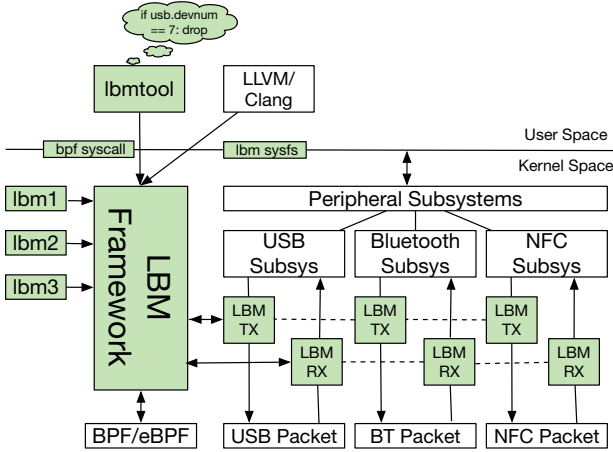 if usb.devnum
== 7: drop
lbmtool
LLVM/
Clang
bpf syscall
lbm sysfs
User Space
Kernel Space
lbm1
lbm2
lbm3
LBM
Framework
Peripheral Subsystems
USB
Subsys
Bluetooth
Subsys
NFC
Subsys
LBM
TX
LBM
TX
LBM
TX
LBM
RX
LBM
RX
LBM
RX
BPF/eBPF
USB Packet
BT Packet
NFC Packet